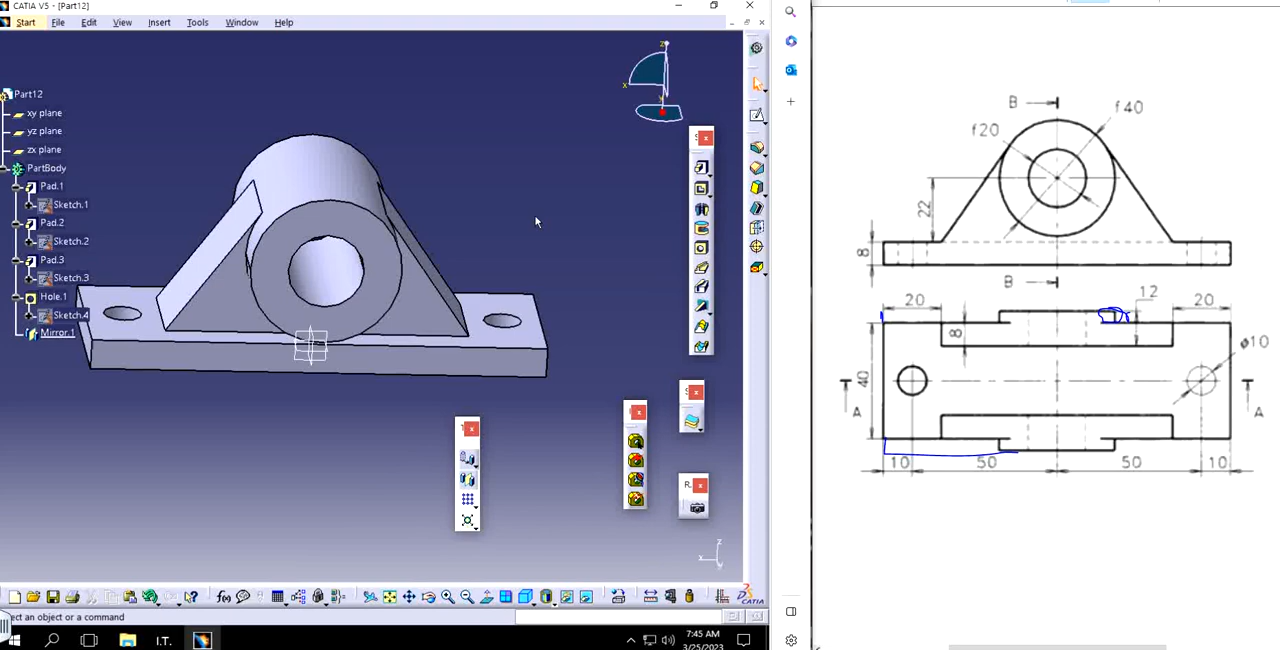 CATIA V5 - [Part12]
Start File Edit View Insert Tools Window Help
Part12
xy plane
yz plane
zx plane
PartBody
Pad.1
Sketch.1
Pad.2
Sketch.2
Pad.3
Sketch.3
Hole.1
Sketch.4
Mirror.1
z
x
y
R..
z
x
y
f(x)
CATIA
ect an object or a command
I.T.
7:45 AM
3/25/2023
B
f40
f20
22
8
B
20
12
20
8
ø10
40
A
A
10
50
50
10